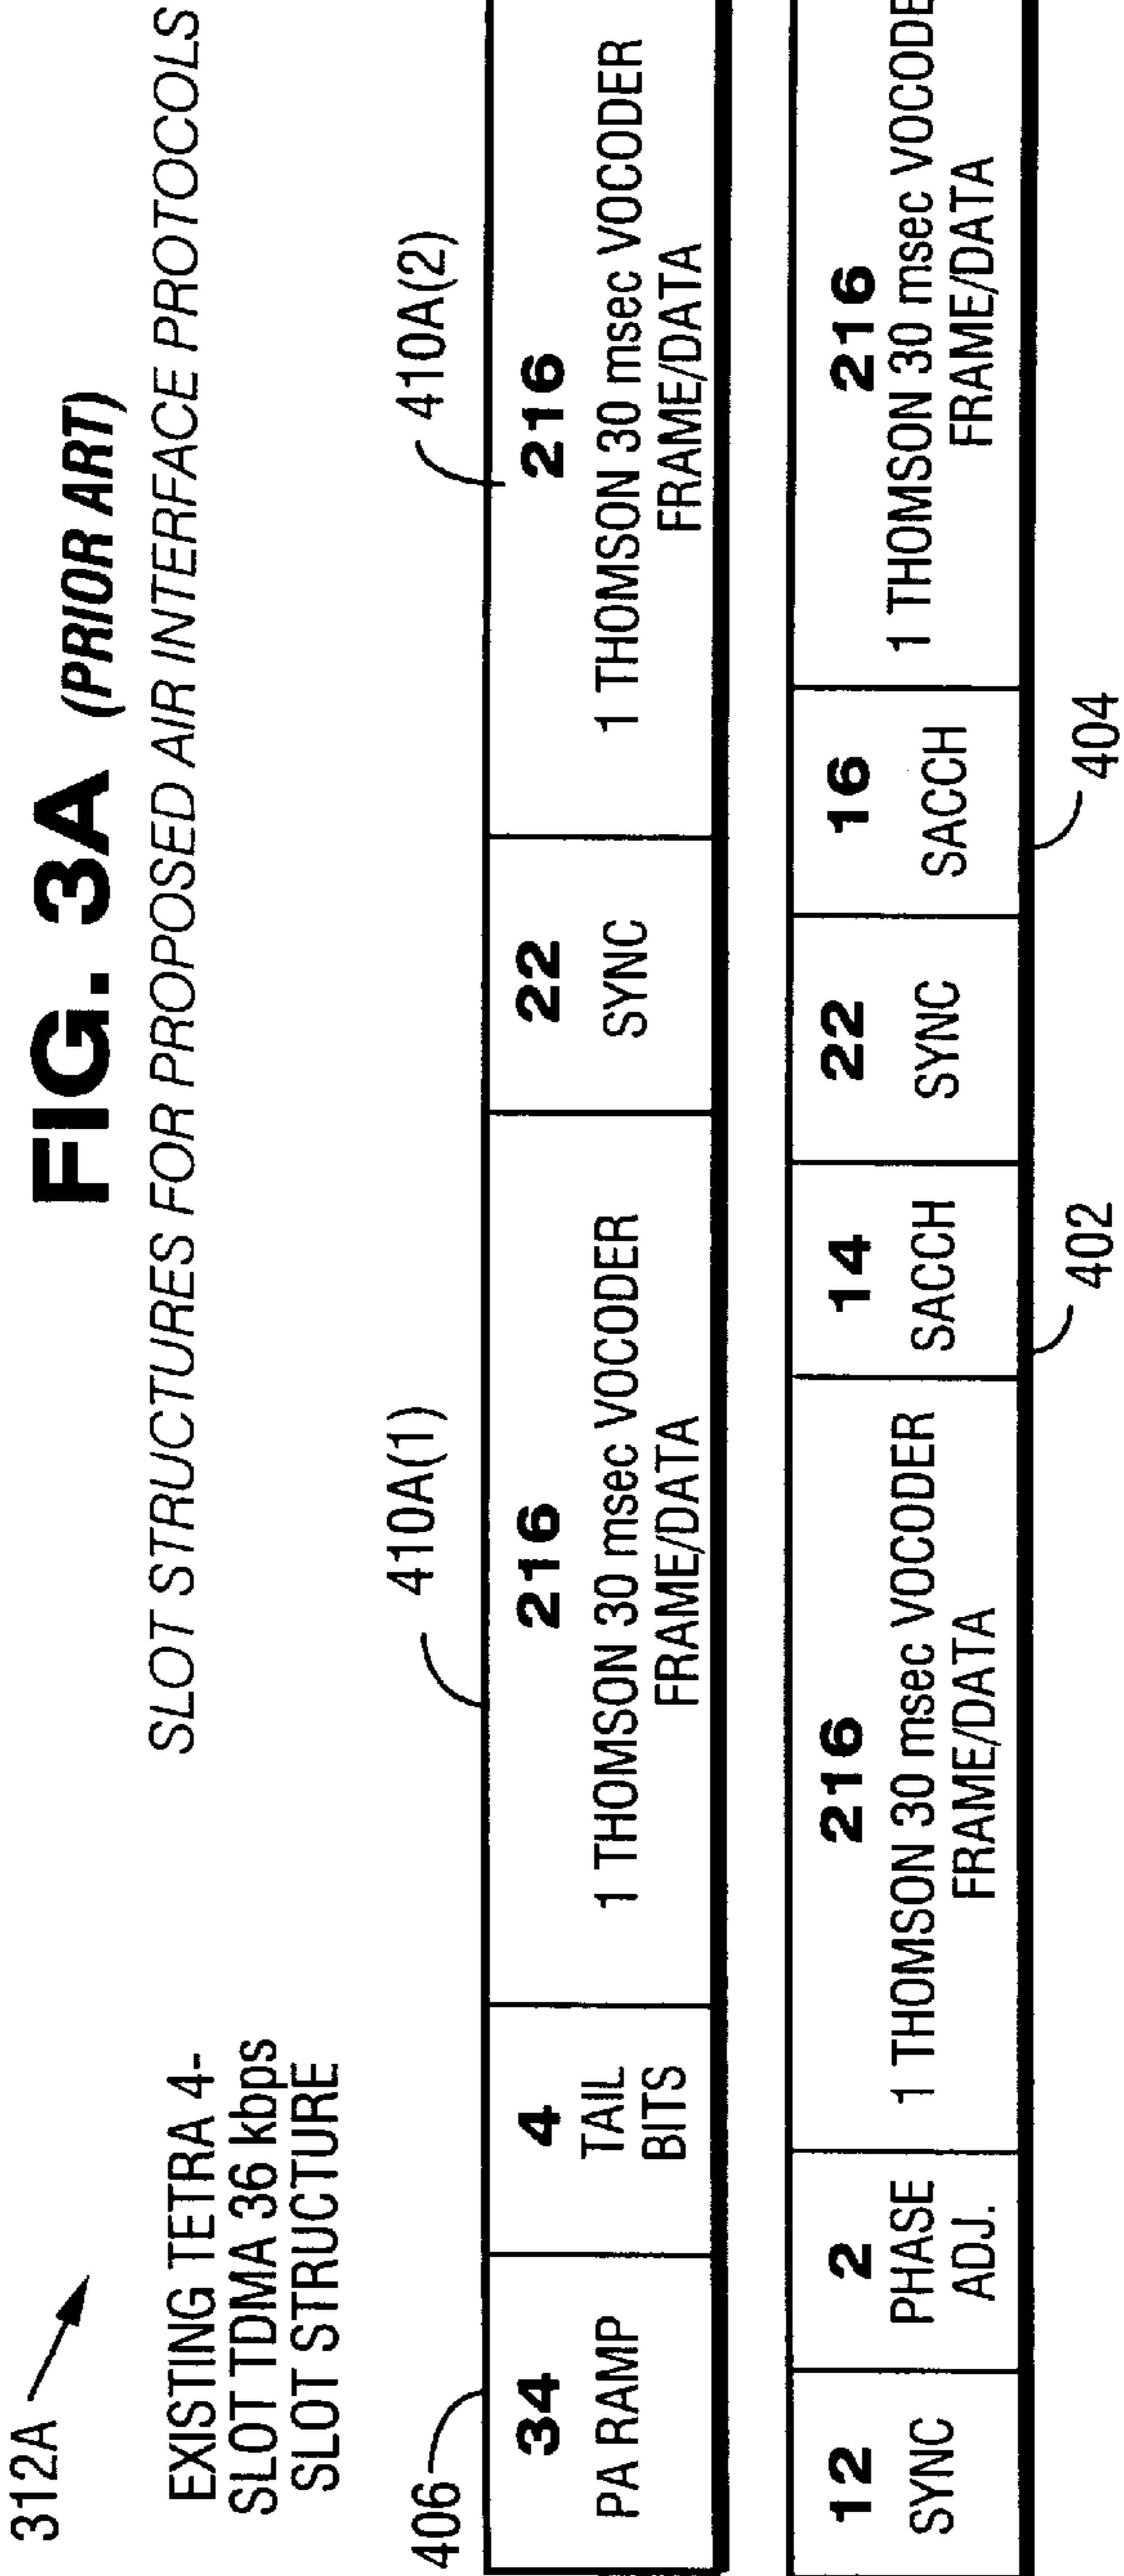 FIG. 3A (PRIOR ART)
SLOT STRUCTURES FOR PROPOSED AIR INTERFACE PROTOCOLS
312A
EXISTING TETRA 4-
SLOT TDMA 36 kbps
SLOT STRUCTURE
406
410A(1)
410A(2)
34
PA RAMP
4
TAIL
BITS
216
1 THOMSON 30 msec VOCODER
FRAME/DATA
22
SYNC
216
1 THOMSON 30 msec VOCODER
FRAME/DATA
12
SYNC
2
PHASE
ADJ.
216
1 THOMSON 30 msec VOCODER
FRAME/DATA
14
SACCH
22
SYNC
16
SACCH
216
1 THOMSON 30 msec
FRAME/DATA
402
404